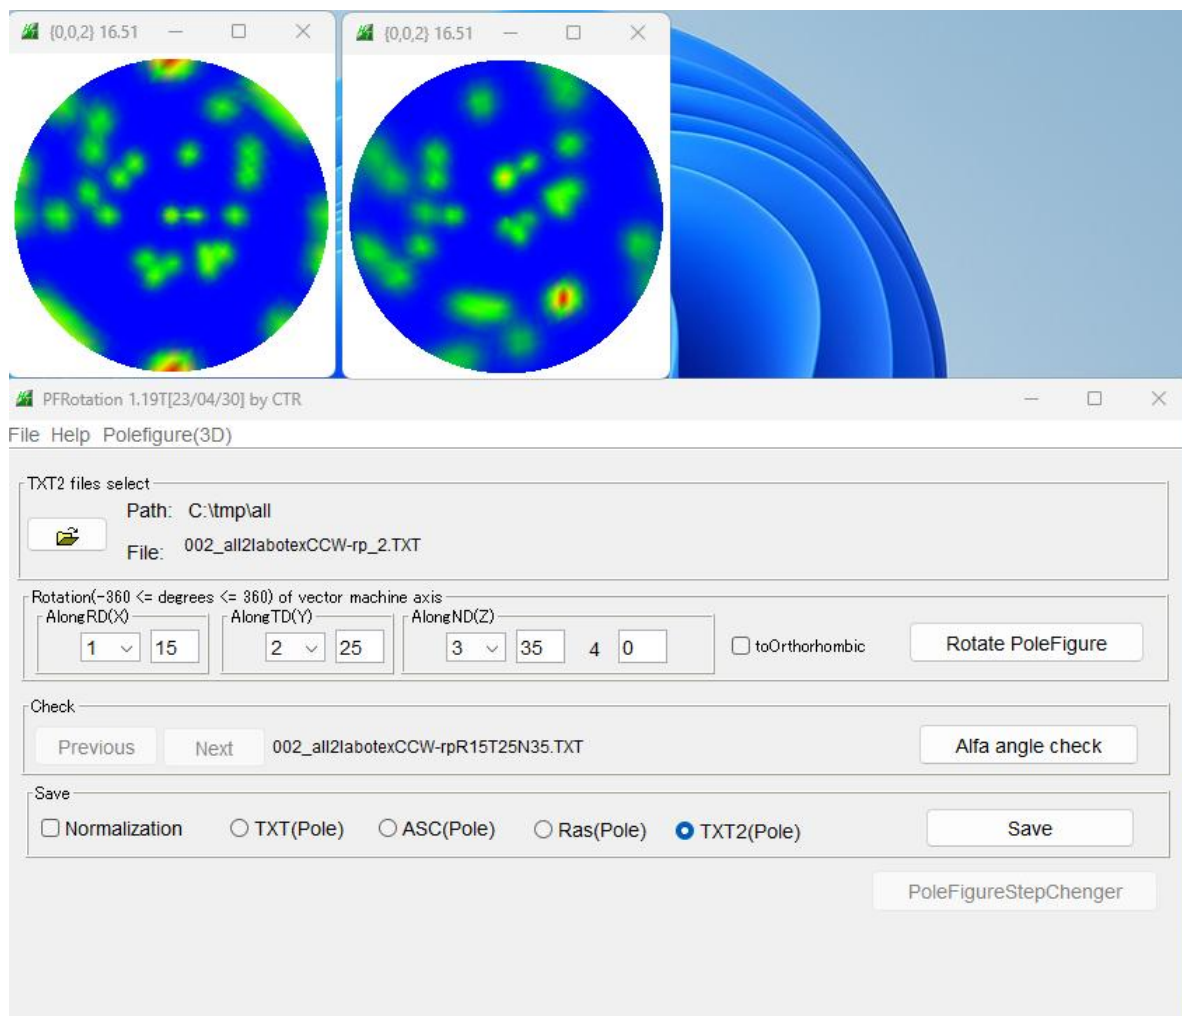 {0,0,2} 16.51
{0,0,2} 16.51
PFRotation 1.19T[23/04/30] by CTR
File Help Polefigure(3D)
TXT2 files select
Path: C:\tmp\all
File: 002_all2labotexCCW-rp_2.TXT
Rotation(-360 <= degrees <= 360) of vector machine axis
AlongRD(X) AlongTD(Y) AlongND(Z)
1 15 2 25 3 35 4 0 toOrthorhombic Rotate PoleFigure
Check
Previous Next 002_all2labotexCCW-rpR15T25N35.TXT Alfa angle check
Save
Normalization TXT(Pole) ASC(Pole) Ras(Pole) TXT2(Pole) Save
PoleFigureStepChenger